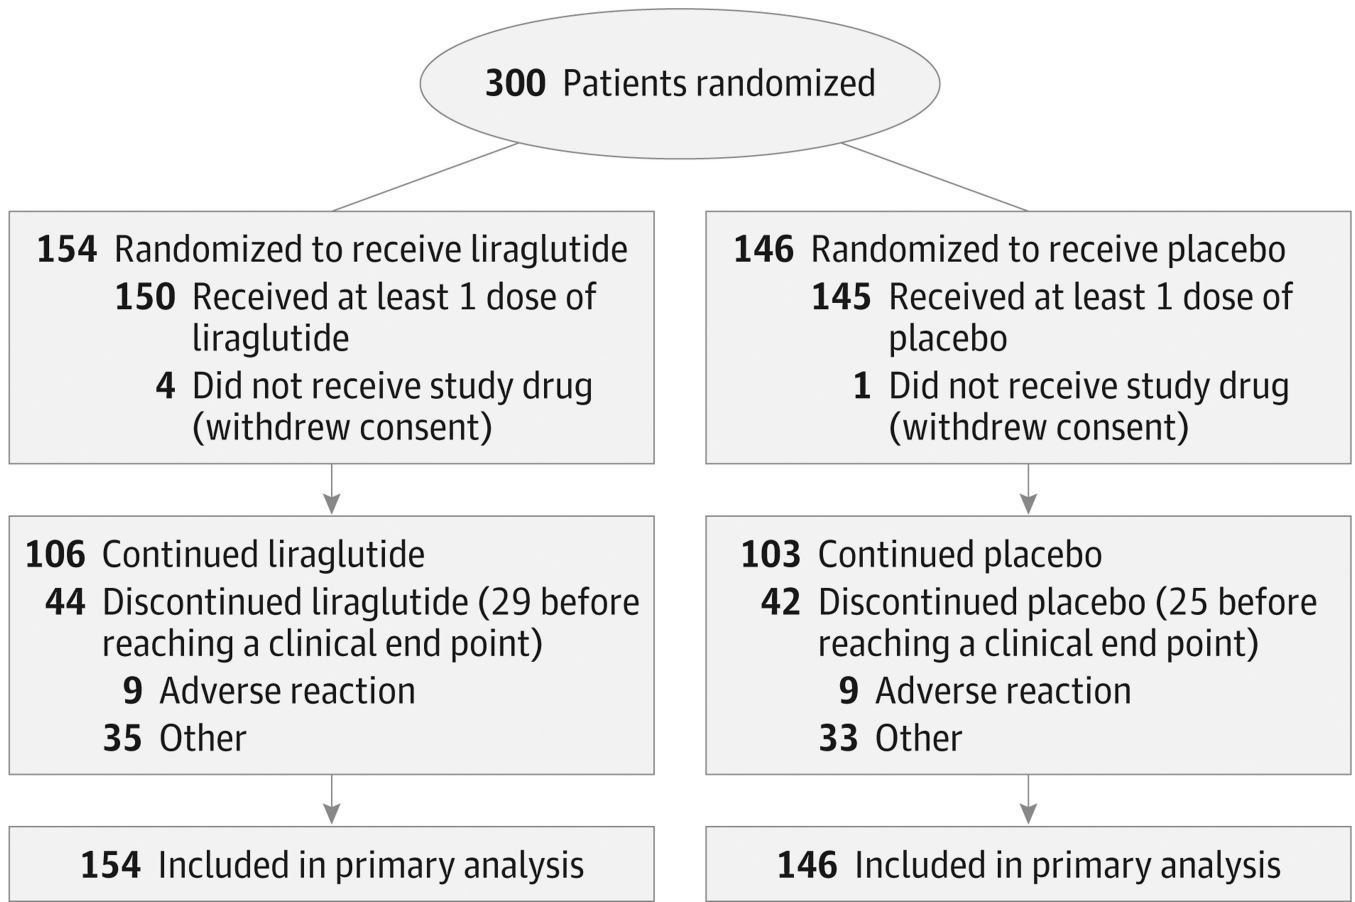 300 Patients randomized
154 Randomized to receive liraglutide
150 Received at least 1 dose of
liraglutide
4 Did not receive study drug
(withdrew consent)
146 Randomized to receive placebo
145 Received at least 1 dose of
placebo
1 Did not receive study drug
(withdrew consent)
106 Continued liraglutide
44 Discontinued liraglutide (29 before
reaching a clinical end point)
9 Adverse reaction
35 Other
103 Continued placebo
42 Discontinued placebo (25 before
reaching a clinical end point)
9 Adverse reaction
33 Other
154 Included in primary analysis
146 Included in primary analysis